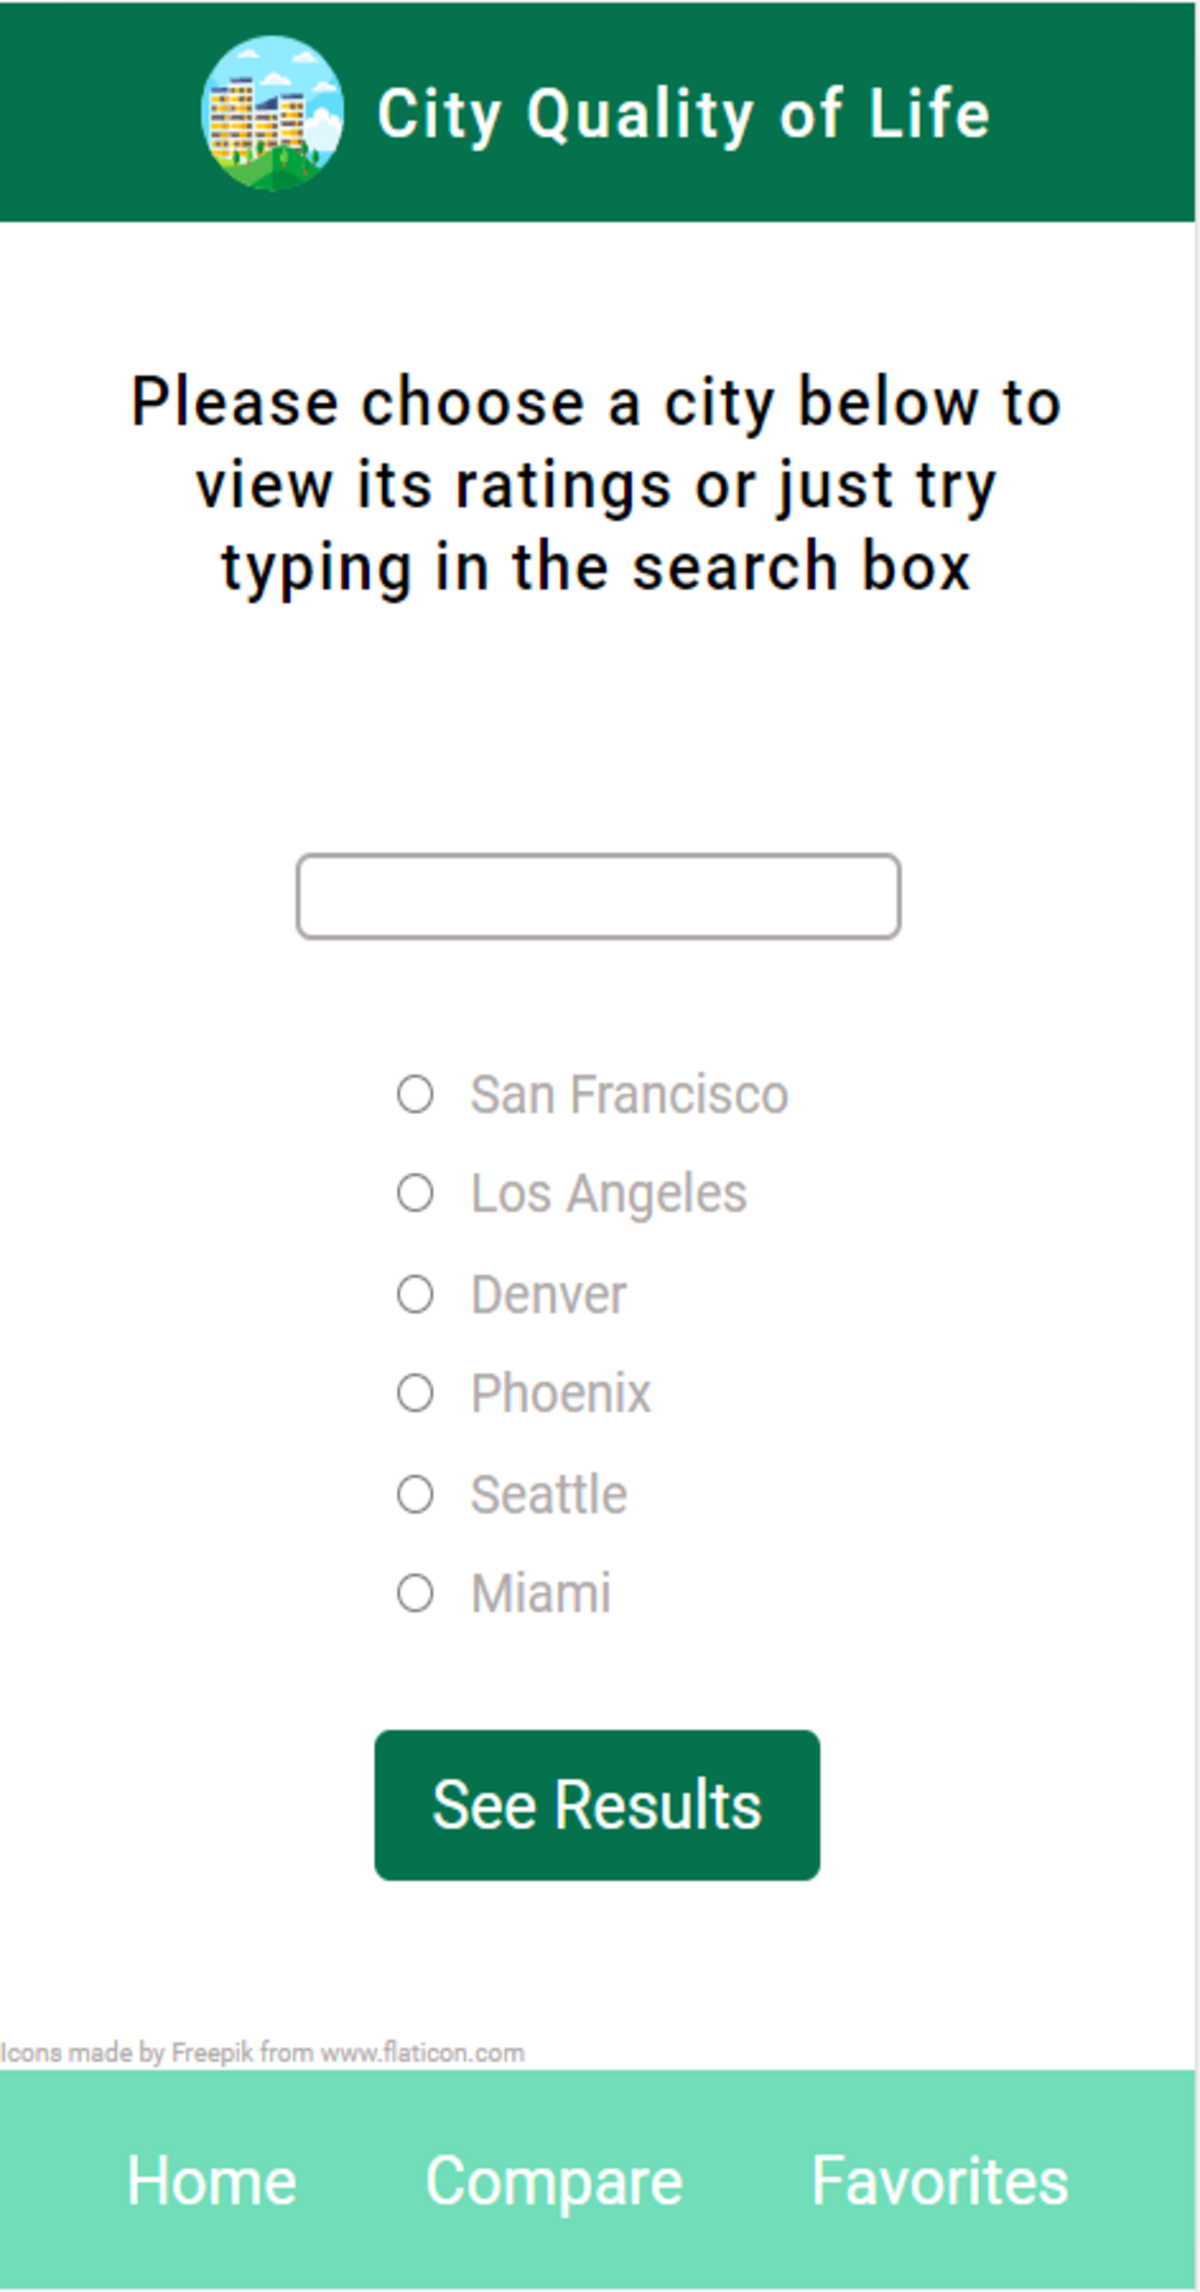 City Quality of Life
Please choose a city below to
view its ratings or just try
typing in the search box
San Francisco
Los Angeles
Denver
Phoenix
Seattle
Miami
See Results
Icons made by Freepik from www.flaticon.com
Home Compare Favorites